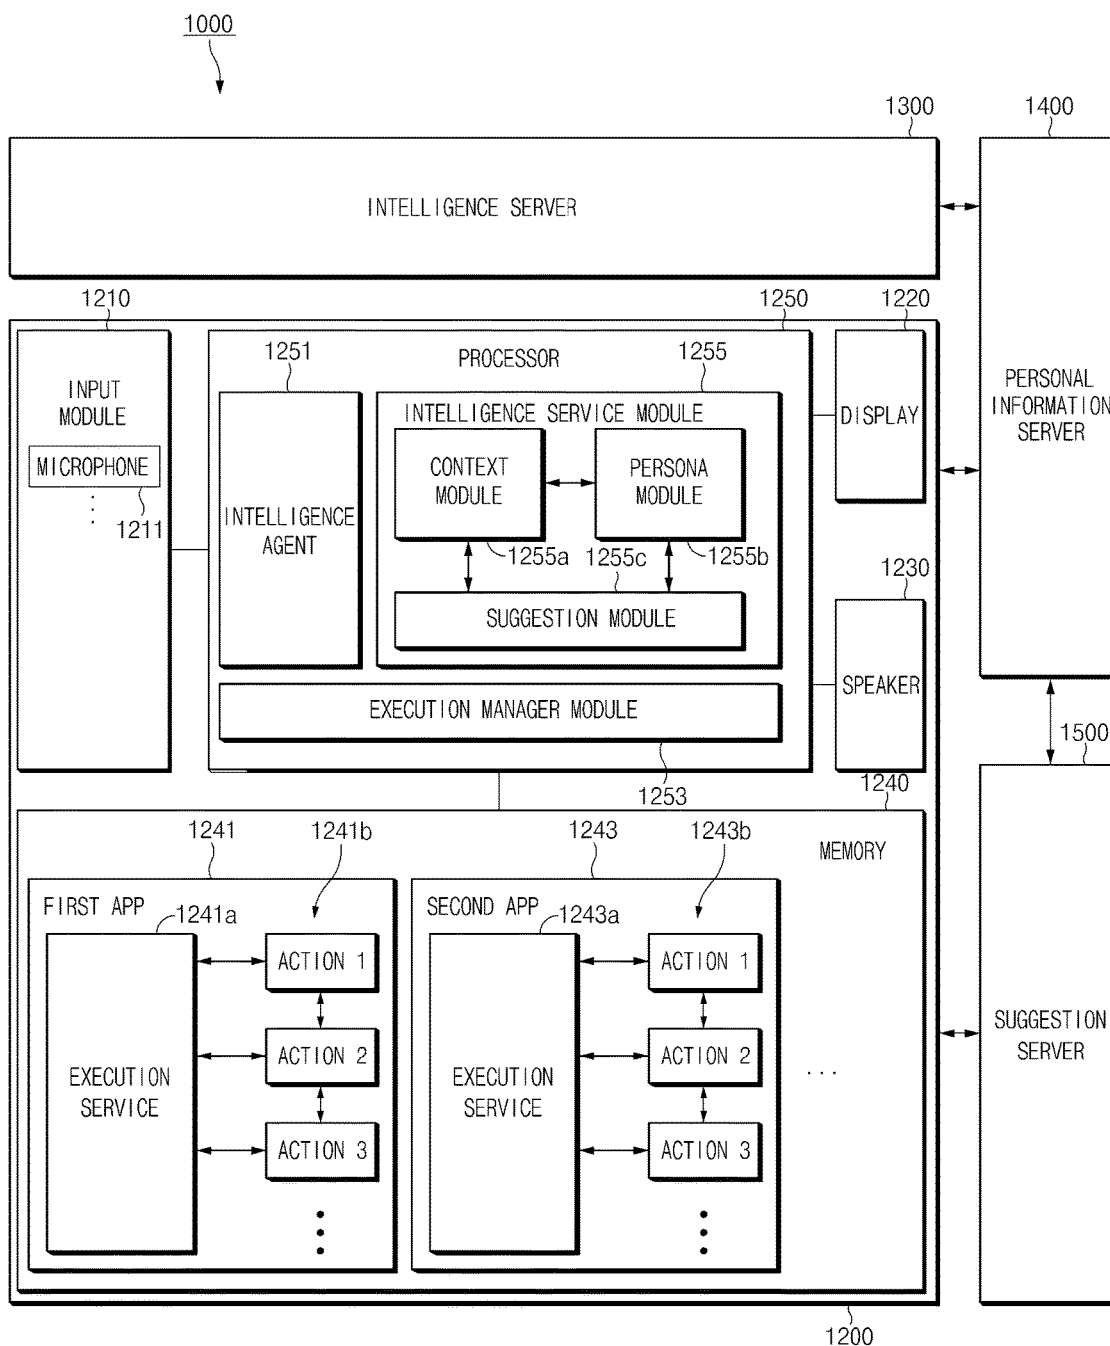 1000
1300
1400
INTELLIGENCE SERVER
1210
1250
1220
1251
PROCESSOR
1255
INPUT
MODULE
MICROPHONE
1211
INTELLIGENCE
AGENT
INTELLIGENCE SERVICE MODULE
CONTEXT
MODULE
PERSONA
MODULE
1255a
1255c
1255b
SUGGESTION MODULE
DISPLAY
PERSONAL
INFORMATION
SERVER
1230
SPEAKER
EXECUTION MANAGER MODULE
1253
1240
1500
1241
1241b
1243
1243b
MEMORY
FIRST APP
1241a
ACTION 1
ACTION 2
ACTION 3
EXECUTION
SERVICE
SECOND APP
1243a
ACTION 1
ACTION 2
ACTION 3
EXECUTION
SERVICE
...
SUGGESTION
SERVER
1200